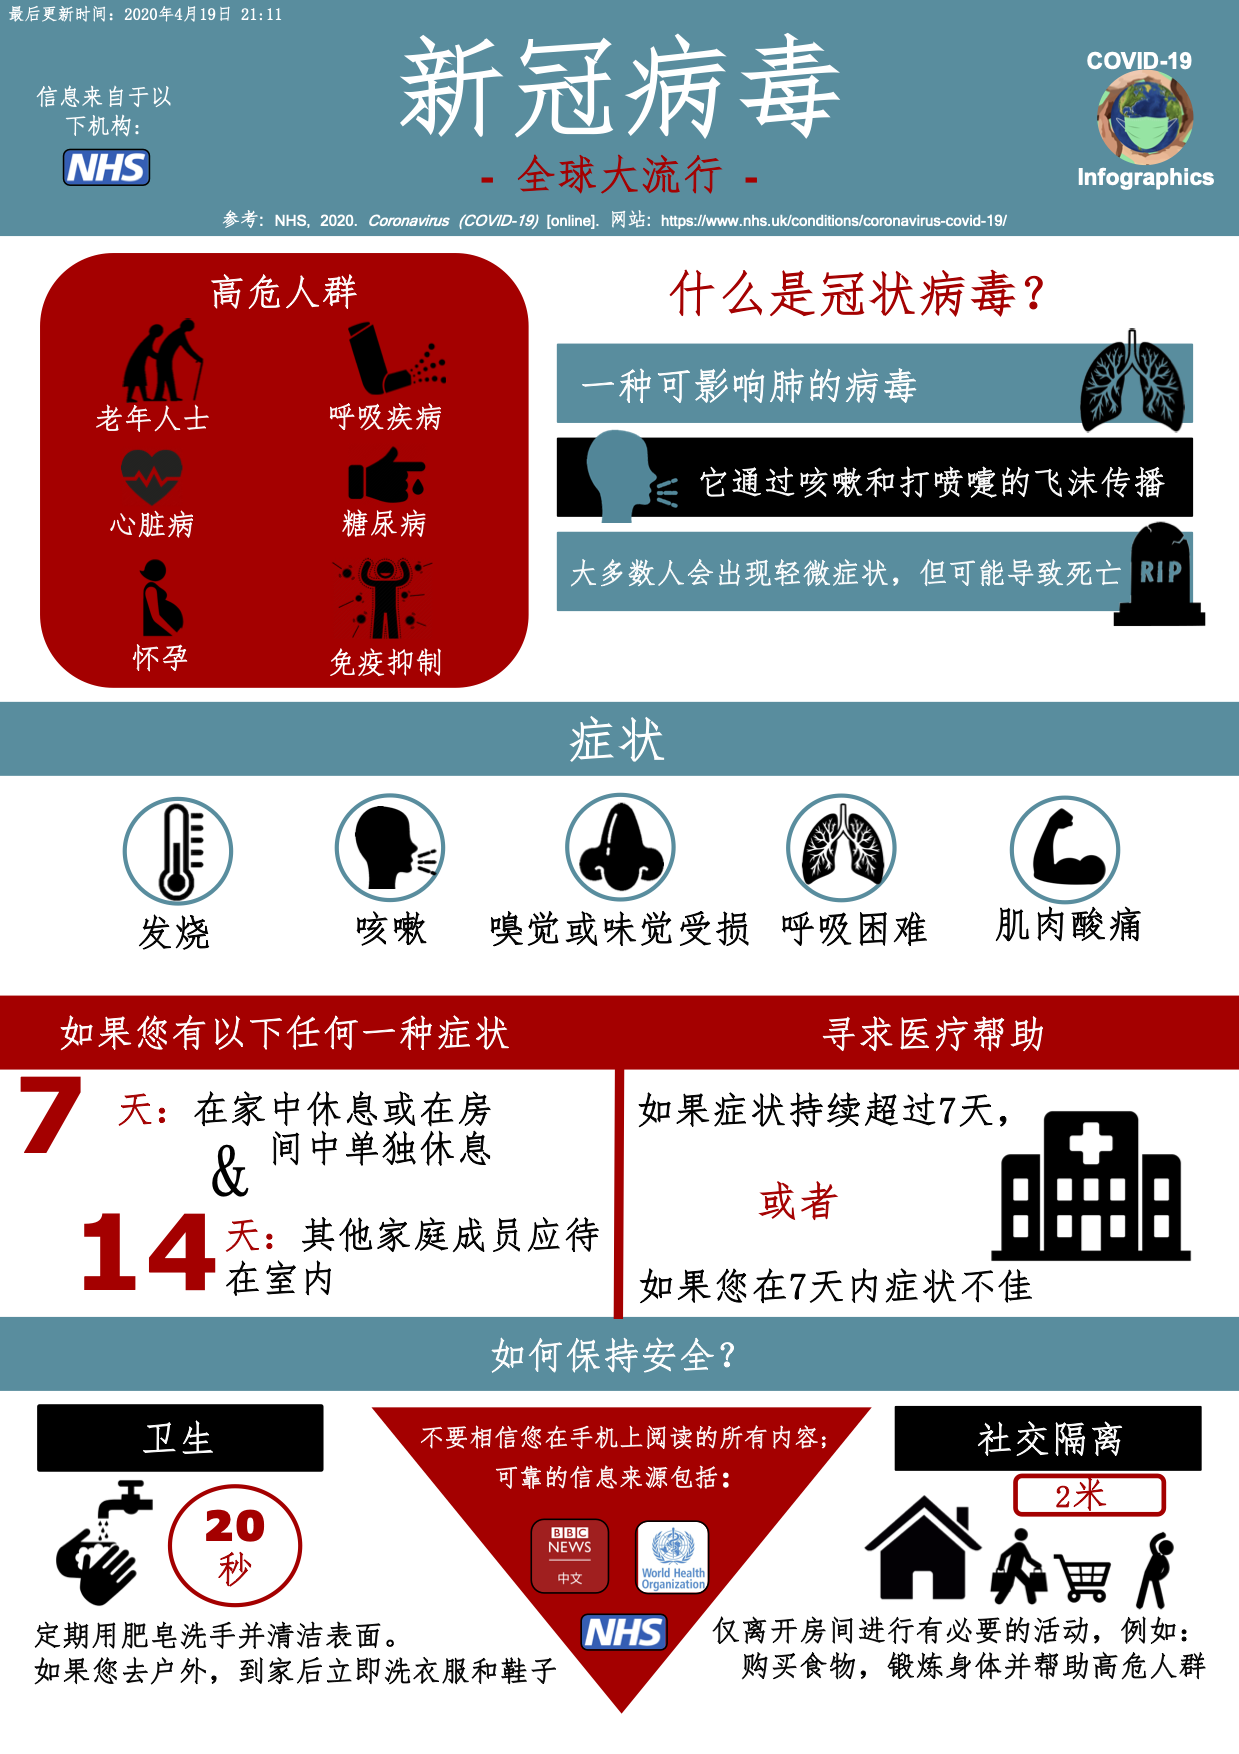 最后更新时间：2020年4月19日 21:11
信息来自于以
下机构：
NHS
新冠病毒
- 全球大流行 -
COVID-19
Infographics
参考：NHS, 2020. Coronavirus (COVID-19) [online]. 网站：https://www.nhs.uk/conditions/coronavirus-covid-19/
高危人群
老年人士
呼吸疾病
心脏病
糖尿病
怀孕
免疫抑制
什么是冠状病毒？
一种可影响肺的病毒
它通过咳嗽和打喷嚏的飞沫传播
大多数人会出现轻微症状，但可能导致死亡
RIP
症状
发烧
咳嗽
嗅觉或味觉受损
呼吸困难
肌肉酸痛
如果您有以下任何一种症状
7 天：在家中休息或在房
间中单独休息
&
14 天：其他家庭成员应待
在室内
寻求医疗帮助
如果症状持续超过7天，
或者
如果您在7天内症状不佳
如何保持安全？
卫生
20
秒
定期用肥皂洗手并清洁表面。
如果您去户外，到家后立即洗衣服和鞋子
不要相信您在手机上阅读的所有内容；
可靠的信息来源包括：
BBC
NEWS
中文
World Health
Organization
NHS
社交隔离
2米
仅离开房间进行有必要的活动，例如：
购买食物，锻炼身体并帮助高危人群